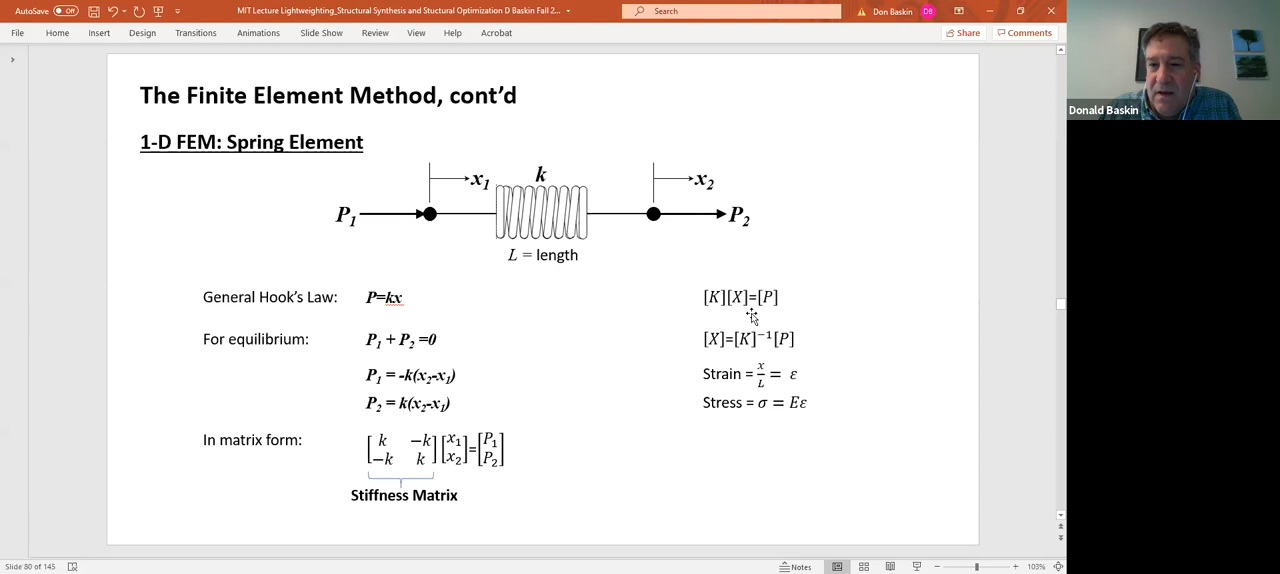 AutoSave Off MIT Lecture Lightweighting_Structural Synthesis and Stuctural Optimization D Baskin Fall 2... Search Don Baskin DB
File Home Insert Design Transitions Animations Slide Show Review View Help Acrobat Share Comments
Donald Baskin
The Finite Element Method, cont'd
1-D FEM: Spring Element
x1 k x2
P1 P2
L = length
General Hook's Law: P=kx [K][X]=[P]
For equilibrium: P1 + P2 =0 [X]=[K]⁻¹[P]
P1 = -k(x2-x1) Strain = x/L = ε
P2 = k(x2-x1) Stress = σ = Eε
In matrix form: [k −k −k k][x1 x2]=[P1 P2]
Stiffness Matrix
Slide 80 of 145 Notes 103%